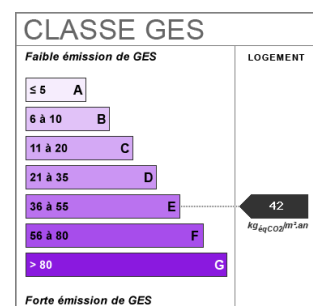 CLASSE GES
Faible émission de GES
LOGEMENT
≤ 5 A
6 à 10 B
11 à 20 C
21 à 35 D
36 à 55 E
42
kgéqCO2/m².an
56 à 80 F
> 80 G
Forte émission de GES